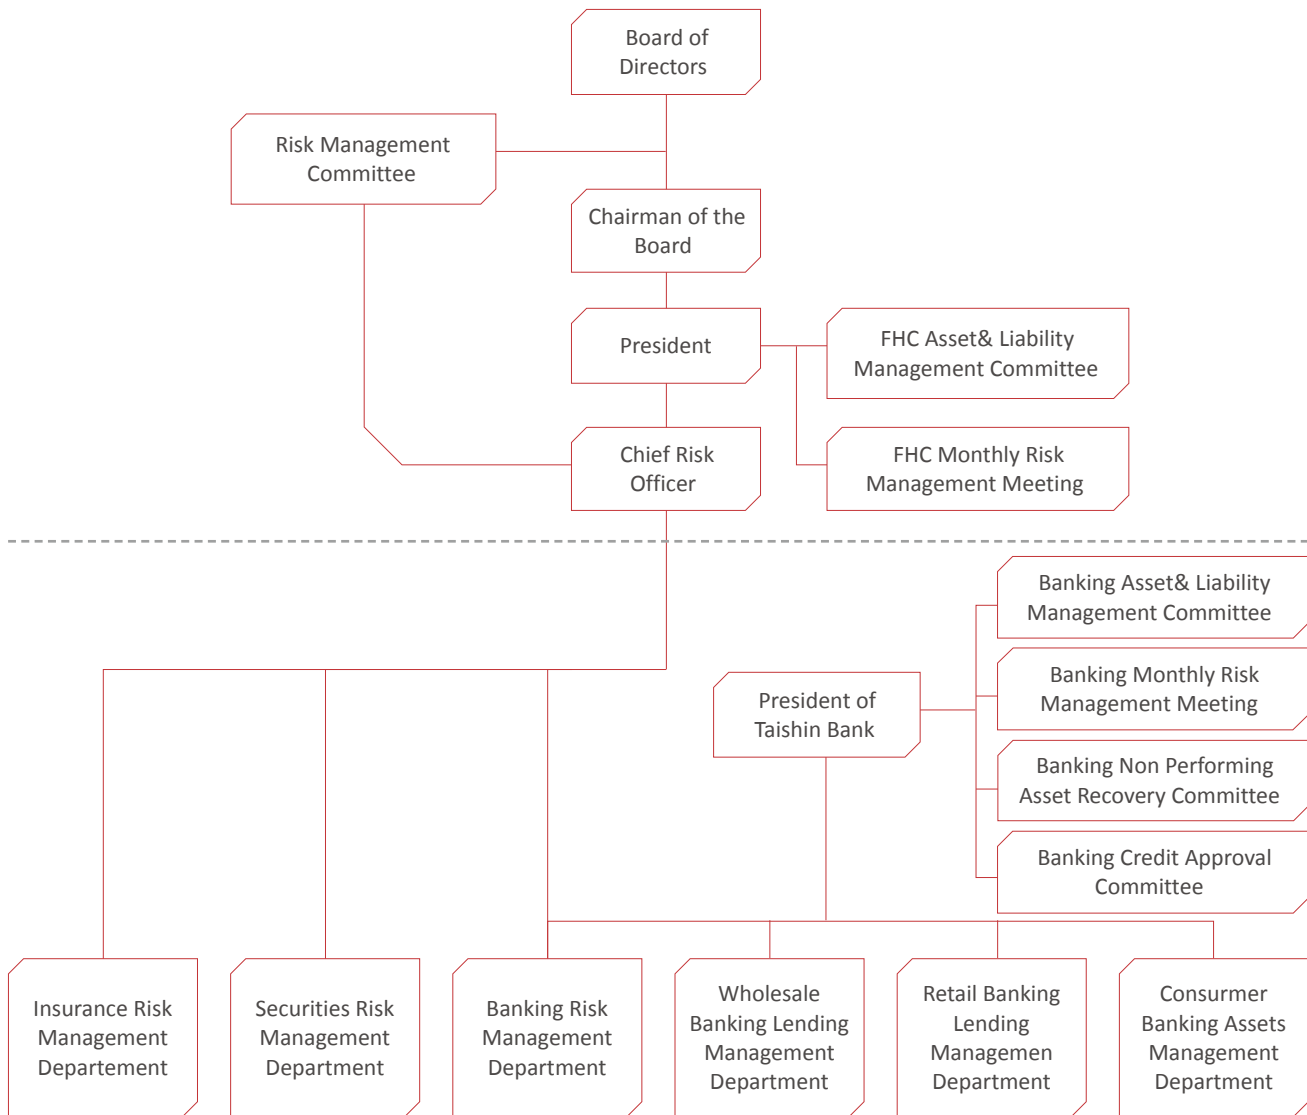 Board of
Directors
Risk Management
Committee
Chairman of the
Board
President
FHC Asset& Liability
Management Committee
Chief Risk
Officer
FHC Monthly Risk
Management Meeting
Banking Asset& Liability
Management Committee
Banking Monthly Risk
Management Meeting
President of
Taishin Bank
Banking Non Performing
Asset Recovery Committee
Banking Credit Approval
Committee
Insurance Risk
Management
Departement
Securities Risk
Management
Department
Banking Risk
Management
Department
Wholesale
Banking Lending
Management
Department
Retail Banking
Lending
Managemen
Department
Consurmer
Banking Assets
Management
Department